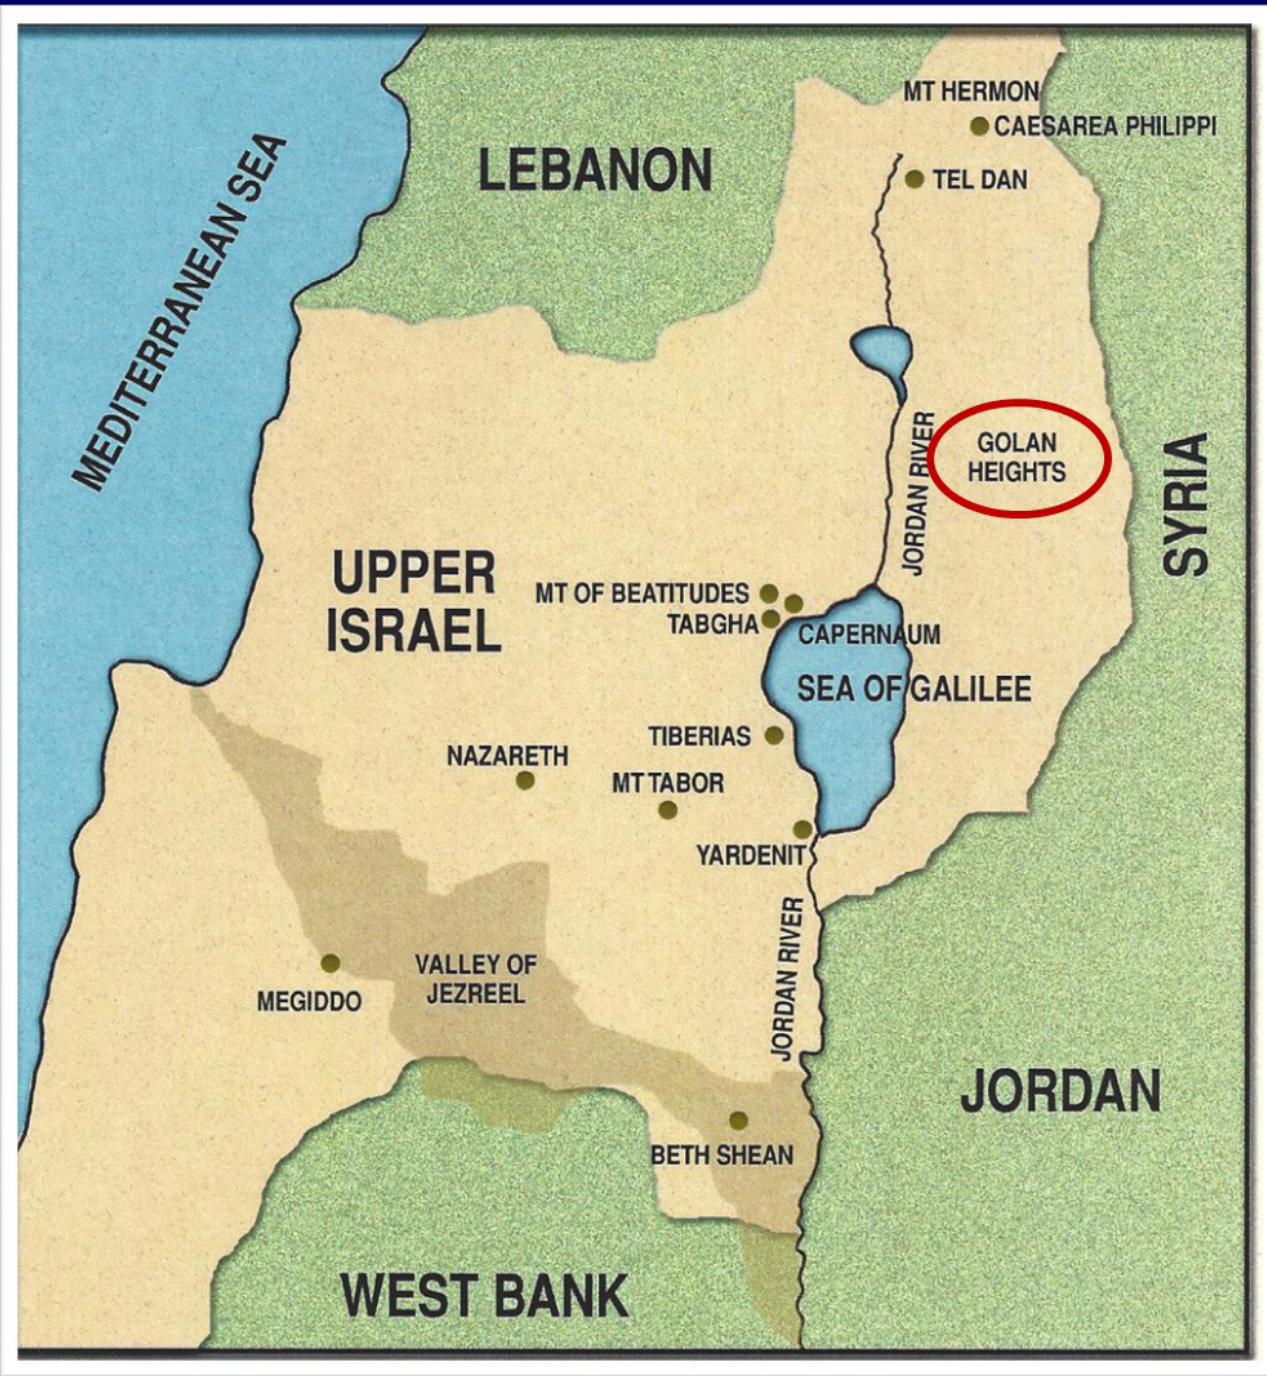 MT HERMON
CAESAREA PHILIPPI
LEBANON
TEL DAN
MEDITERRANEAN SEA
JORDAN RIVER
GOLAN
HEIGHTS
SYRIA
UPPER
ISRAEL
MT OF BEATITUDES
TABGHA
CAPERNAUM
SEA OF GALILEE
TIBERIAS
NAZARETH
MT TABOR
YARDENIT
JORDAN RIVER
VALLEY OF
JEZREEL
MEGIDDO
JORDAN
BETH SHEAN
WEST BANK